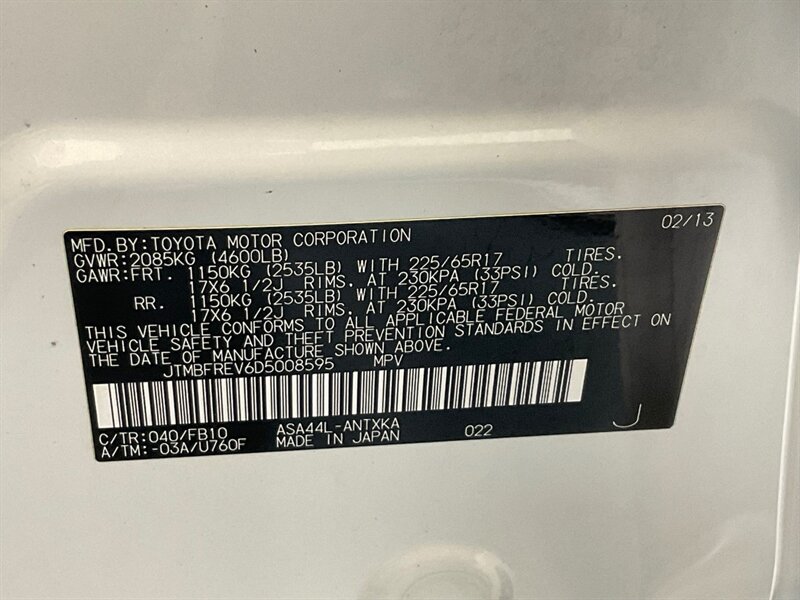 02/13
MFD.BY:TOYOTA MOTOR CORPORATION
GVWR:2085KG (4600LB)
GAWR:FRT. 1150KG (2535LB) WITH 225/65R17 TIRES.
17X6 1/2J RIMS. AT 230KPA (33PSI) COLD.
RR. 1150KG (2535LB) WITH 225/65R17 TIRES.
17X6 1/2J RIMS. AT 230KPA (33PSI) COLD.
THIS VEHICLE CONFORMS TO ALL APPLICABLE FEDERAL MOTOR
VEHICLE SAFETY AND THEFT PREVENTION STANDARDS IN EFFECT ON
THE DATE OF MANUFACTURE SHOWN ABOVE.
JTMBFREV6D5008595 MPV
C/TR:040/FB10 ASA44L-ANTXKA 022 J
A/TM:-03A/U760F MADE IN JAPAN